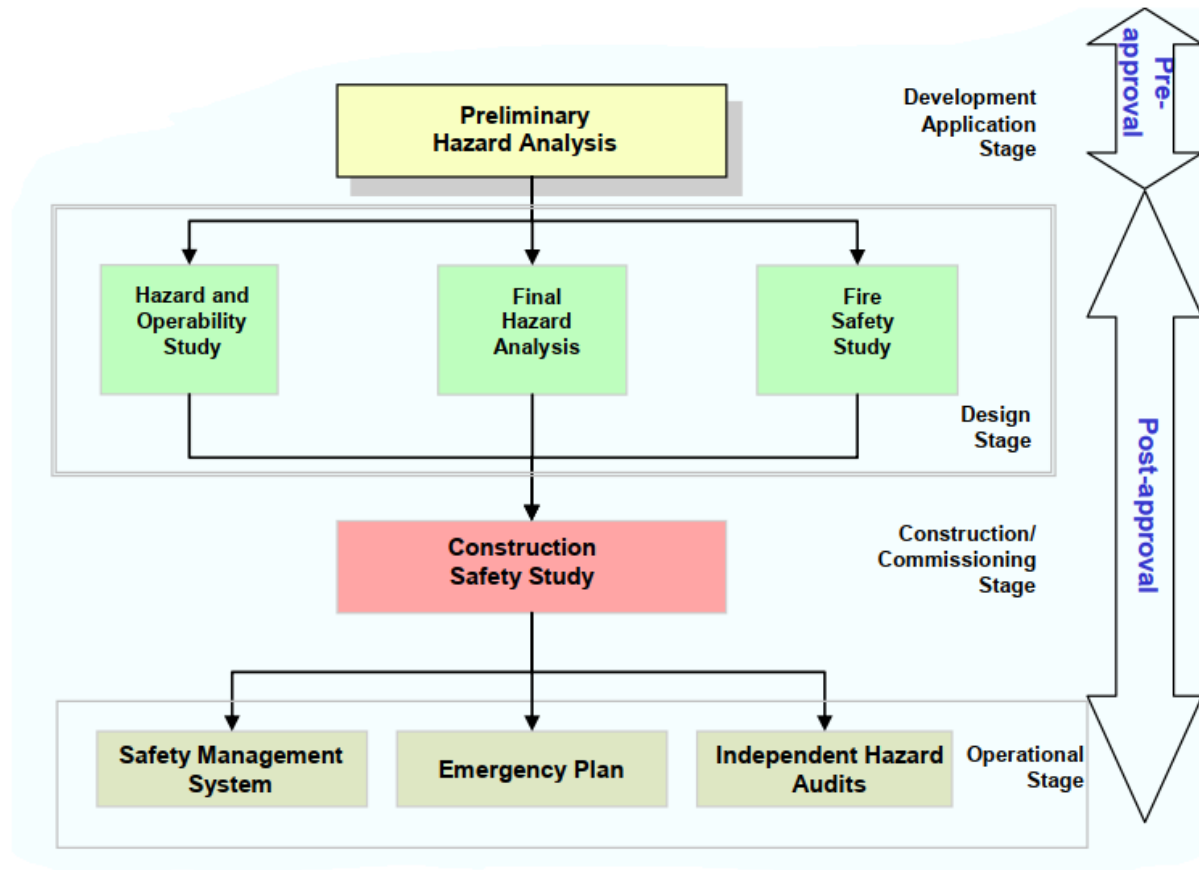 Pre-
approval
Development
Application
Stage
Preliminary
Hazard Analysis
Hazard and
Operability
Study
Final
Hazard
Analysis
Fire
Safety
Study
Design
Stage
Post-approval
Construction
Safety Study
Construction/
Commissioning
Stage
Safety Management
System
Emergency Plan
Independent Hazard
Audits
Operational
Stage